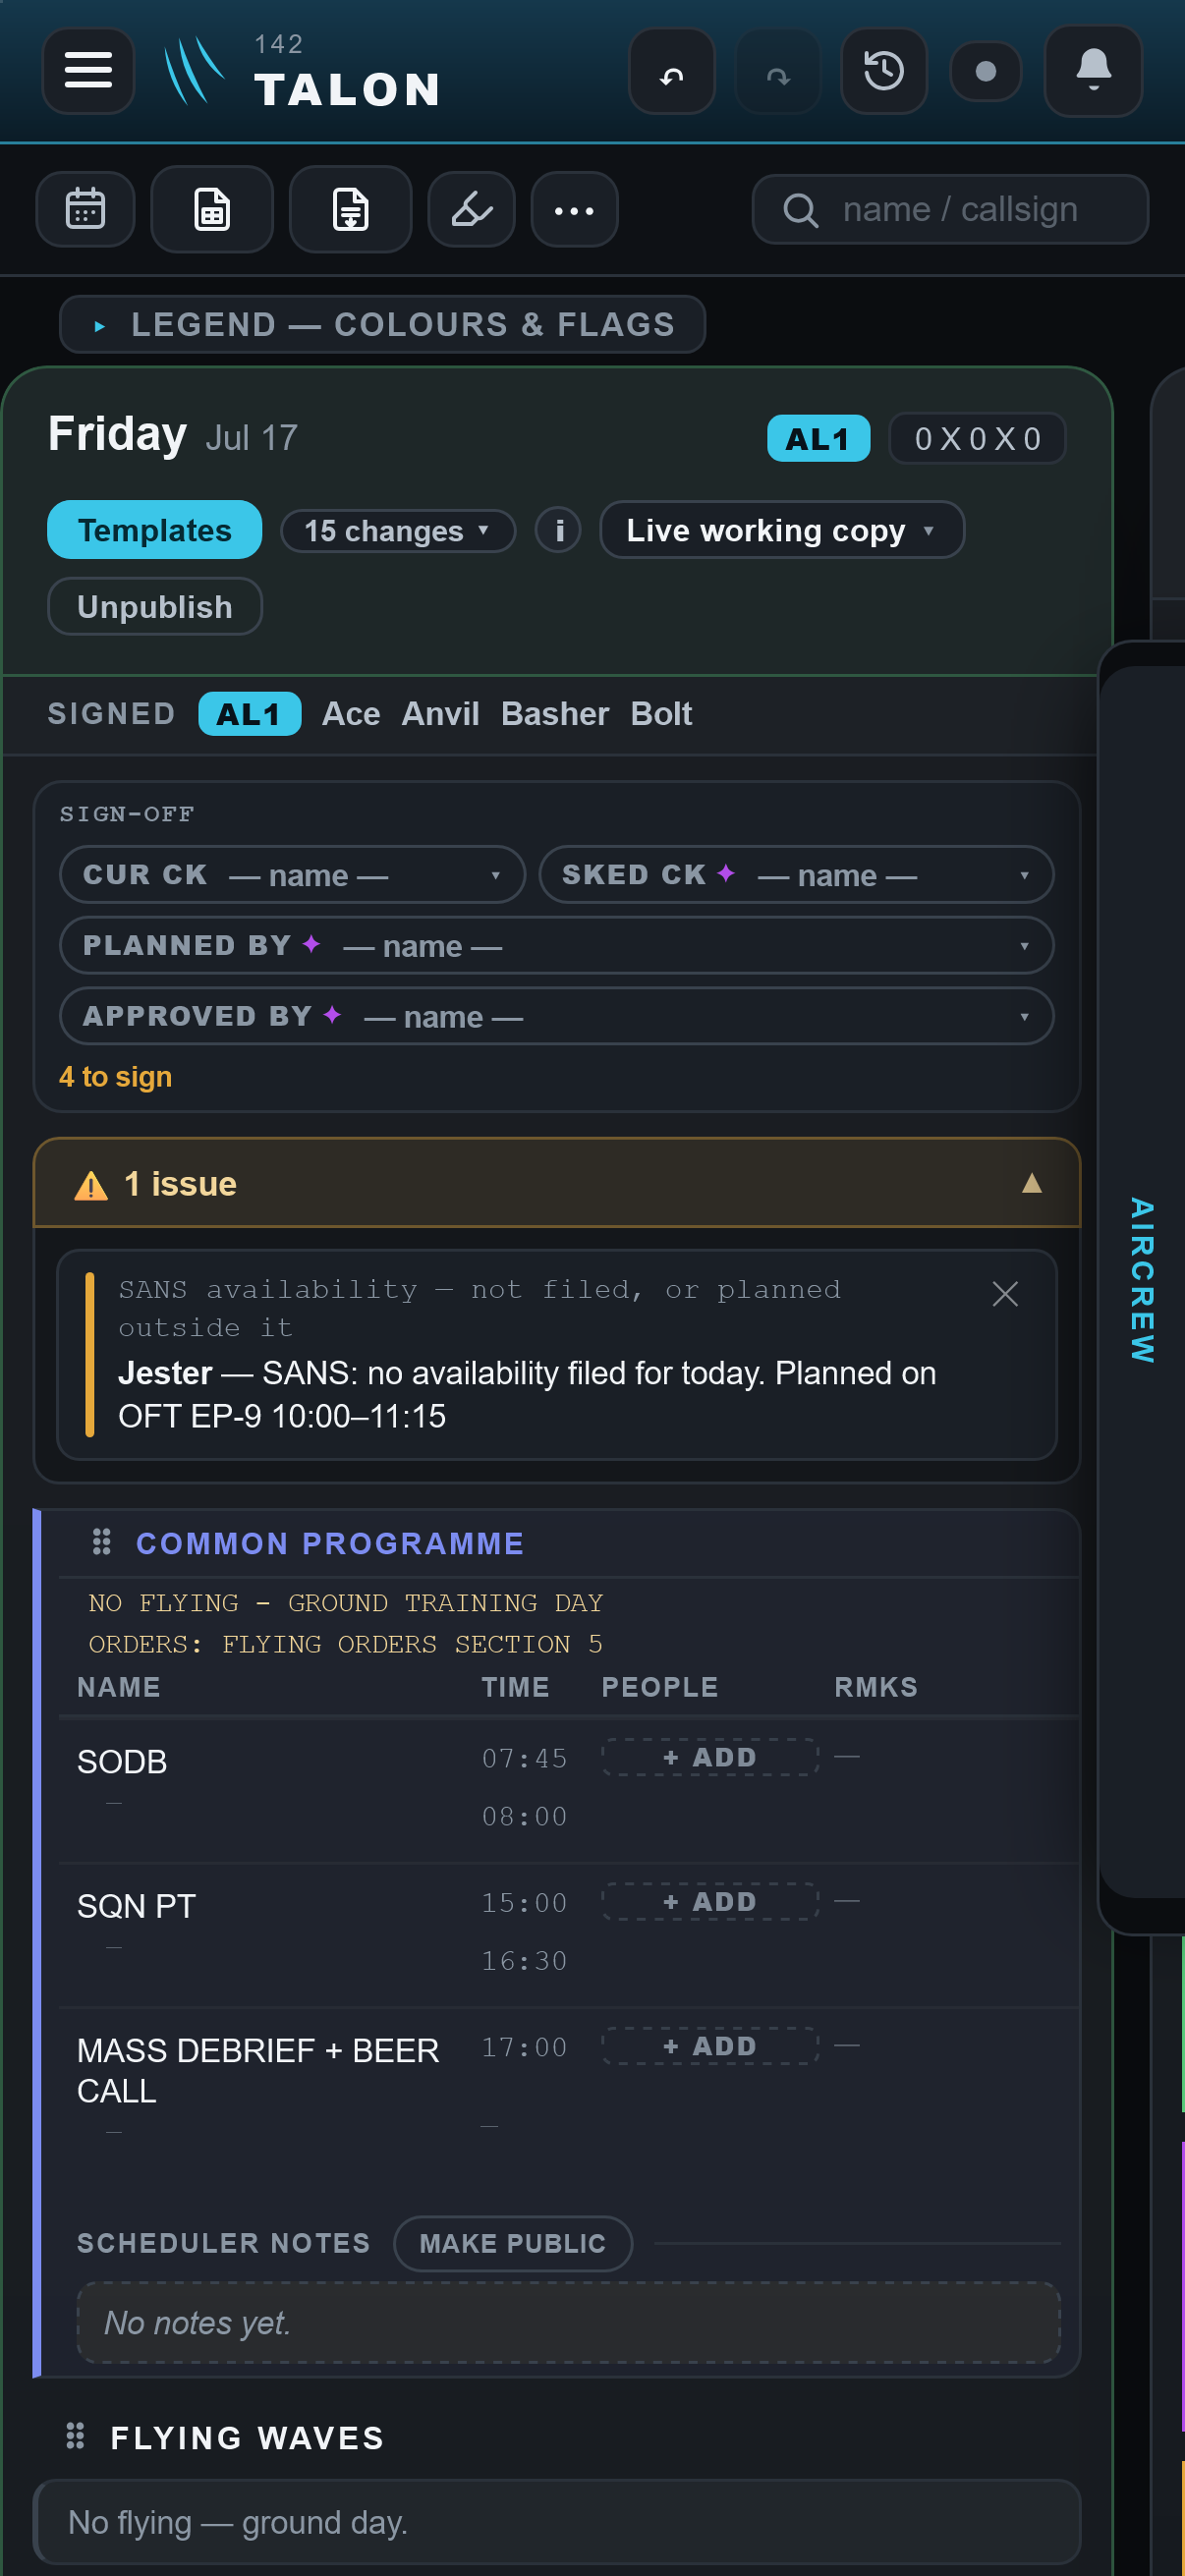 142
TALON
name / callsign
▸ LEGEND — COLOURS & FLAGS
Friday Jul 17 AL1 0 X 0 X 0
Templates 15 changes ▾ i Live working copy ▾
Unpublish
SIGNED AL1 Ace Anvil Basher Bolt
SIGN-OFF
CUR CK — name — ▾ SKED CK ✦ — name — ▾
PLANNED BY ✦ — name — ▾
APPROVED BY ✦ — name — ▾
4 to sign
⚠ 1 issue ▲
SANS availability — not filed, or planned
outside it
Jester — SANS: no availability filed for today. Planned on
OFT EP-9 10:00–11:15
AIRCREW
COMMON PROGRAMME
NO FLYING - GROUND TRAINING DAY
ORDERS: FLYING ORDERS SECTION 5
NAME TIME PEOPLE RMKS
SODB 07:45 + ADD —
— 08:00
SQN PT 15:00 + ADD —
— 16:30
MASS DEBRIEF + BEER 17:00 + ADD —
CALL
— —
SCHEDULER NOTES MAKE PUBLIC
No notes yet.
FLYING WAVES
No flying — ground day.